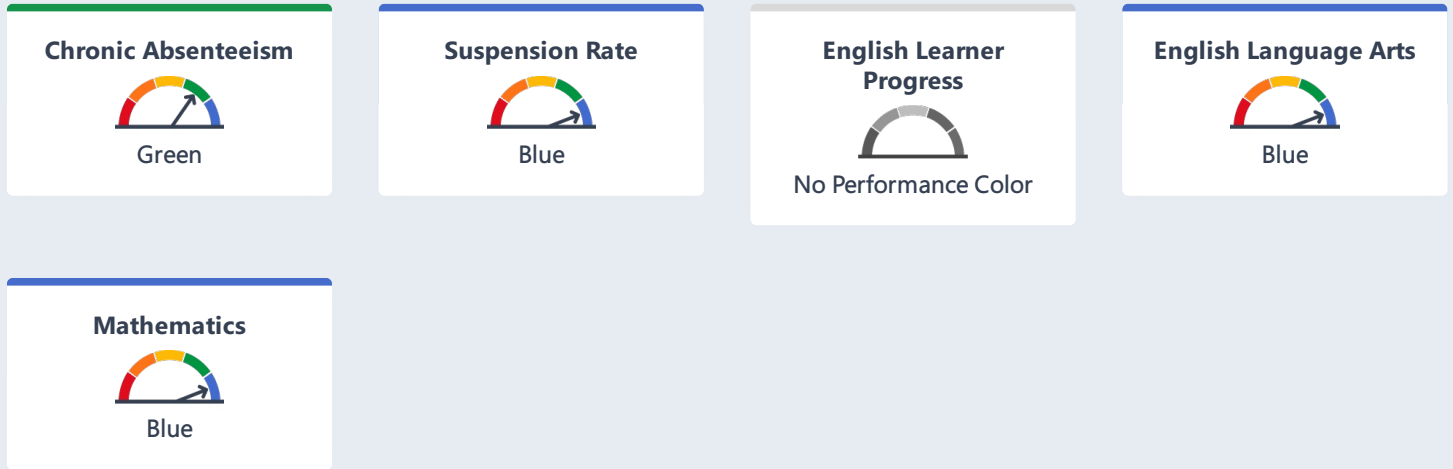 Chronic Absenteeism
Green
Suspension Rate
Blue
English Learner
Progress
No Performance Color
English Language Arts
Blue
Mathematics
Blue